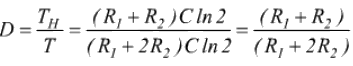 D = T_H / T = (R_1 + R_2) C ln 2 / (R_1 + 2R_2) C ln 2 = (R_1 + R_2) / (R_1 + 2R_2)